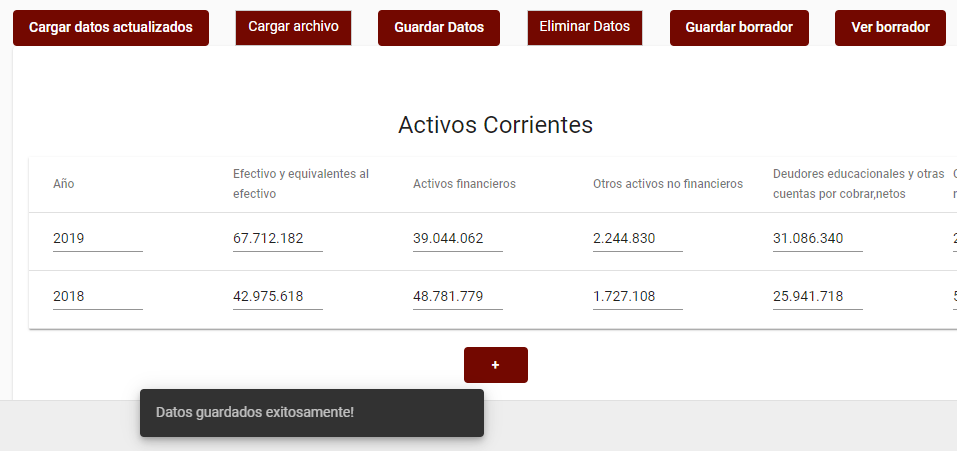 Cargar datos actualizados Cargar archivo Guardar Datos Eliminar Datos Guardar borrador Ver borrador
Activos Corrientes
Año
Efectivo y equivalentes al
efectivo
Activos financieros
Otros activos no financieros
Deudores educacionales y otras
cuentas por cobrar,netos
2019 67.712.182 39.044.062 2.244.830 31.086.340
2018 42.975.618 48.781.779 1.727.108 25.941.718
+
Datos guardados exitosamente!